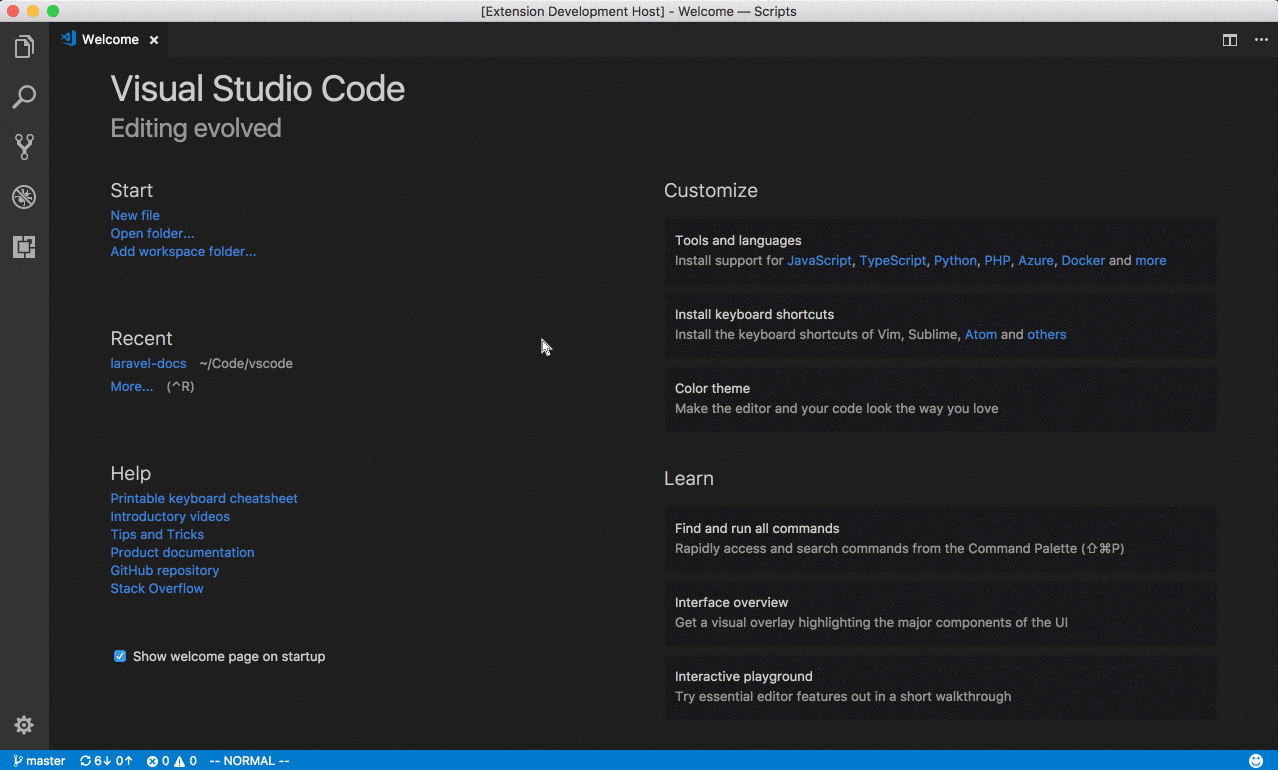 [Extension Development Host] - Welcome — Scripts
Welcome
Visual Studio Code
Editing evolved
Start
New file
Open folder...
Add workspace folder...
Recent
laravel-docs ~/Code/vscode
More... (^R)
Help
Printable keyboard cheatsheet
Introductory videos
Tips and Tricks
Product documentation
GitHub repository
Stack Overflow
Show welcome page on startup
Customize
Tools and languages
Install support for JavaScript, TypeScript, Python, PHP, Azure, Docker and more
Install keyboard shortcuts
Install the keyboard shortcuts of Vim, Sublime, Atom and others
Color theme
Make the editor and your code look the way you love
Learn
Find and run all commands
Rapidly access and search commands from the Command Palette (⇧⌘P)
Interface overview
Get a visual overlay highlighting the major components of the UI
Interactive playground
Try essential editor features out in a short walkthrough
master 6↓ 0↑ 0 0 -- NORMAL --